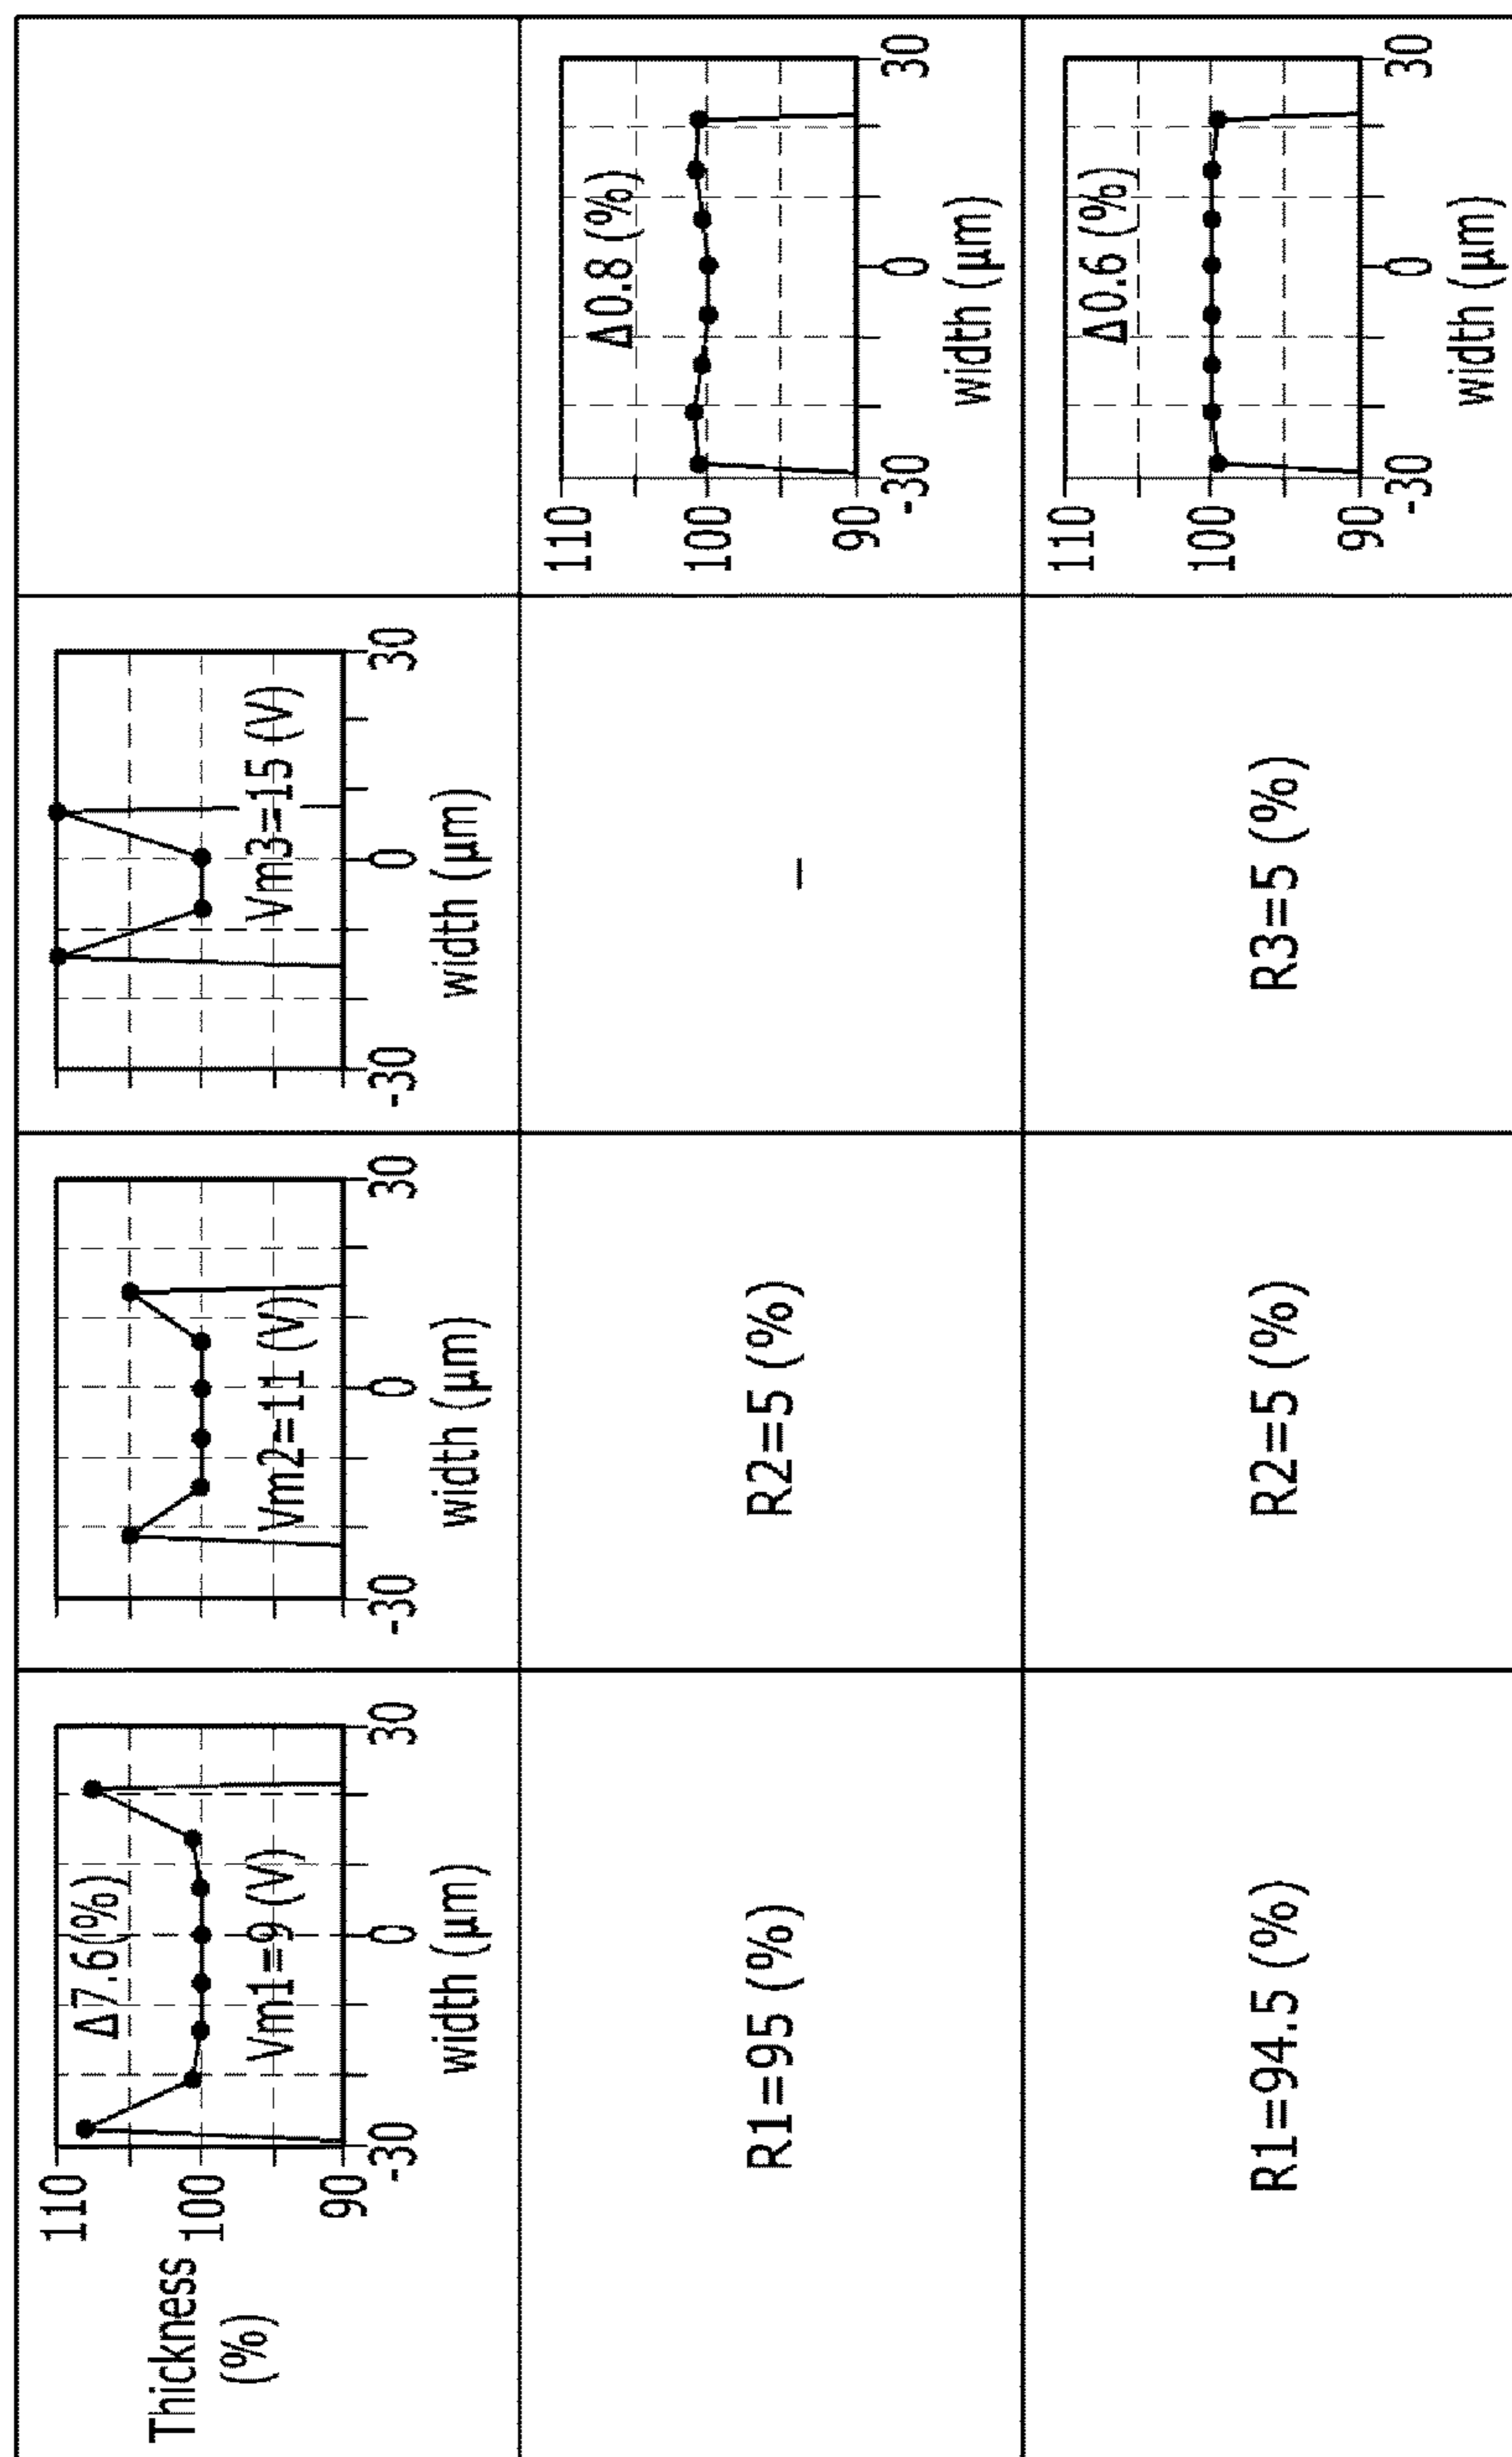 Thickness
(%)
110
100
90
Δ7.6(%)
Vm1=9 (V)
-30
0
30
width (μm)
Vm2=11 (V)
-30
0
30
width (μm)
Vm3=15 (V)
-30
0
30
width (μm)
R1=95 (%)
R2=5 (%)
–
110
100
90
Δ0.8 (%)
-30
0
30
width (μm)
R1=94.5 (%)
R2=5 (%)
R3=5 (%)
110
100
90
Δ0.6 (%)
-30
0
30
width (μm)